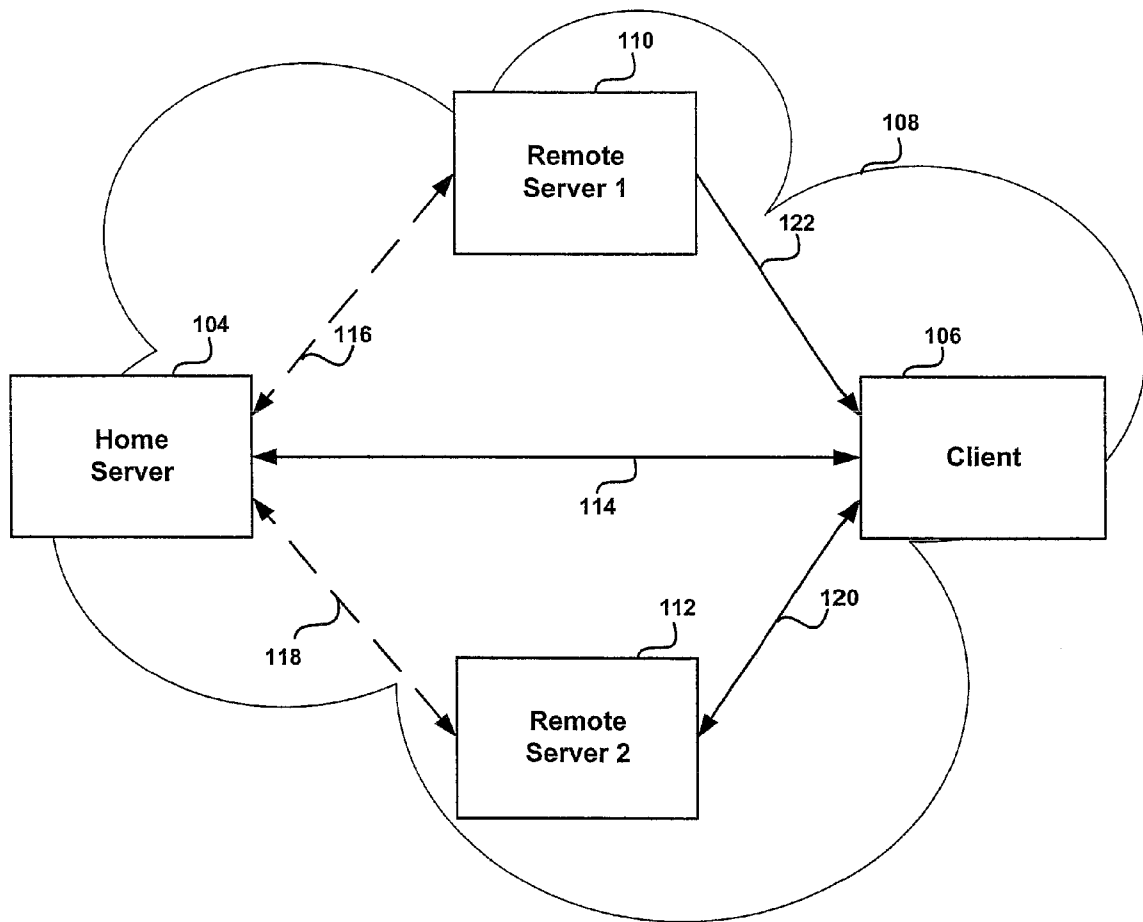 110
Remote
Server 1
108
122
116
104
Home
Server
106
Client
114
118
112
Remote
Server 2
120